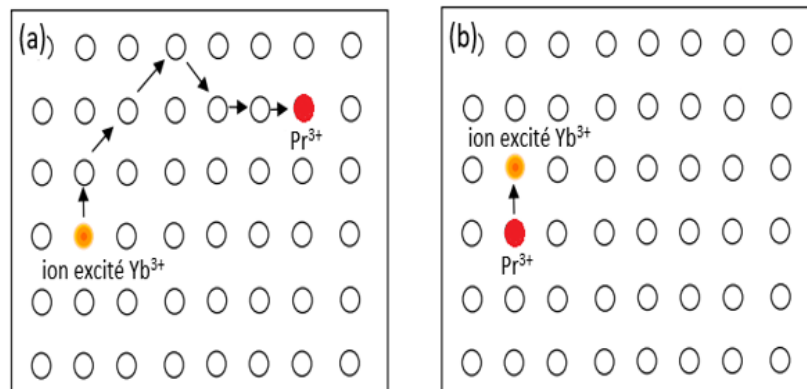 (a)
Pr³⁺
ion excité Yb³⁺
(b)
ion excité Yb³⁺
Pr³⁺